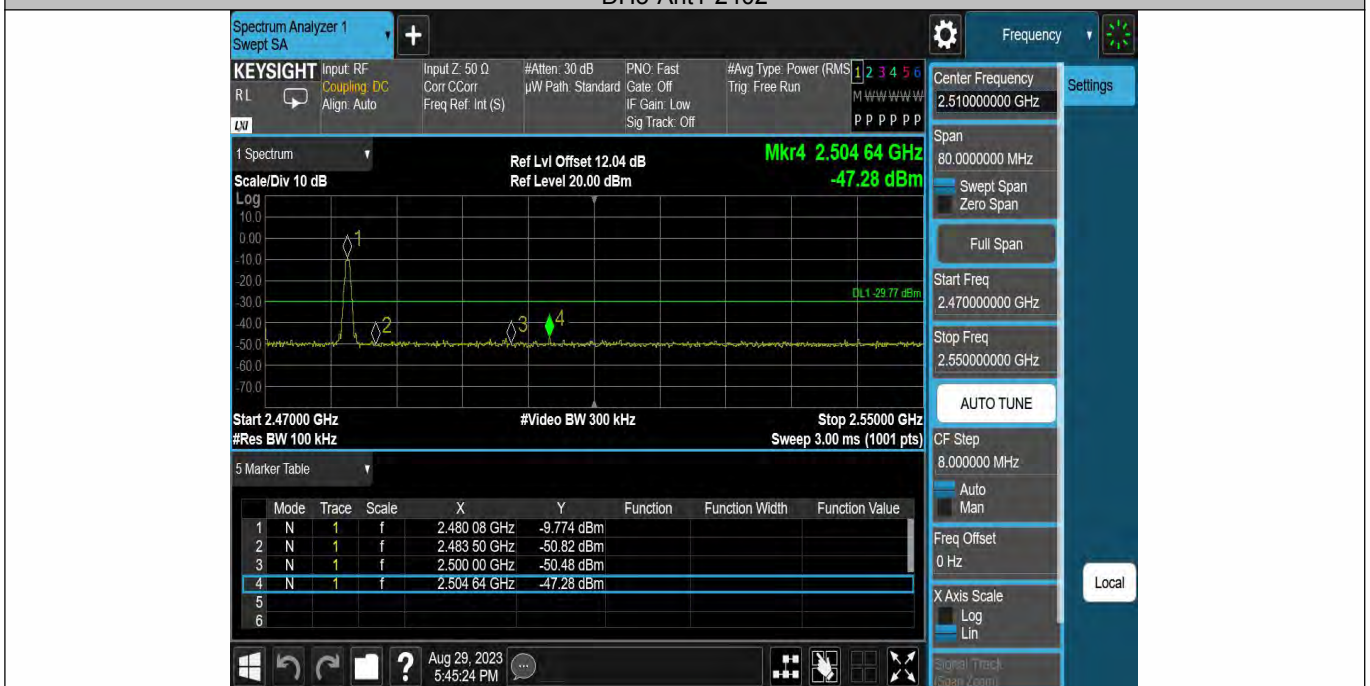 Spectrum Analyzer 1
Swept SA
+
Frequency
KEYSIGHT
RL
LXI
Input: RF
Coupling: DC
Align: Auto
Input Z: 50 Ω
Corr CCorr
Freq Ref: Int (S)
#Atten: 30 dB
µW Path: Standard
PNO: Fast
Gate: Off
IF Gain: Low
Sig Track: Off
#Avg Type: Power (RMS
Trig: Free Run
1 2 3 4 5 6
M W W W W W
P P P P P P
1 Spectrum
Scale/Div 10 dB
Ref Lvl Offset 12.04 dB
Ref Level 20.00 dBm
Mkr4 2.504 64 GHz
-47.28 dBm
Log
10.0
0.00
-10.0
-20.0
-30.0
-40.0
-50.0
-60.0
-70.0
1
2
3
4
DL1 -29.77 dBm
Start 2.47000 GHz
#Video BW 300 kHz
Stop 2.55000 GHz
#Res BW 100 kHz
Sweep 3.00 ms (1001 pts)
5 Marker Table
Mode Trace Scale X Y Function Function Width Function Value
1 N 1 f 2.480 08 GHz -9.774 dBm
2 N 1 f 2.483 50 GHz -50.82 dBm
3 N 1 f 2.500 00 GHz -50.48 dBm
4 N 1 f 2.504 64 GHz -47.28 dBm
5
6
?
Aug 29, 2023
5:45:24 PM
Settings
Center Frequency
2.510000000 GHz
Span
80.0000000 MHz
Swept Span
Zero Span
Full Span
Start Freq
2.470000000 GHz
Stop Freq
2.550000000 GHz
AUTO TUNE
CF Step
8.000000 MHz
Auto
Man
Freq Offset
0 Hz
X Axis Scale
Log
Lin
Signal Track
(Span Zoom)
Local